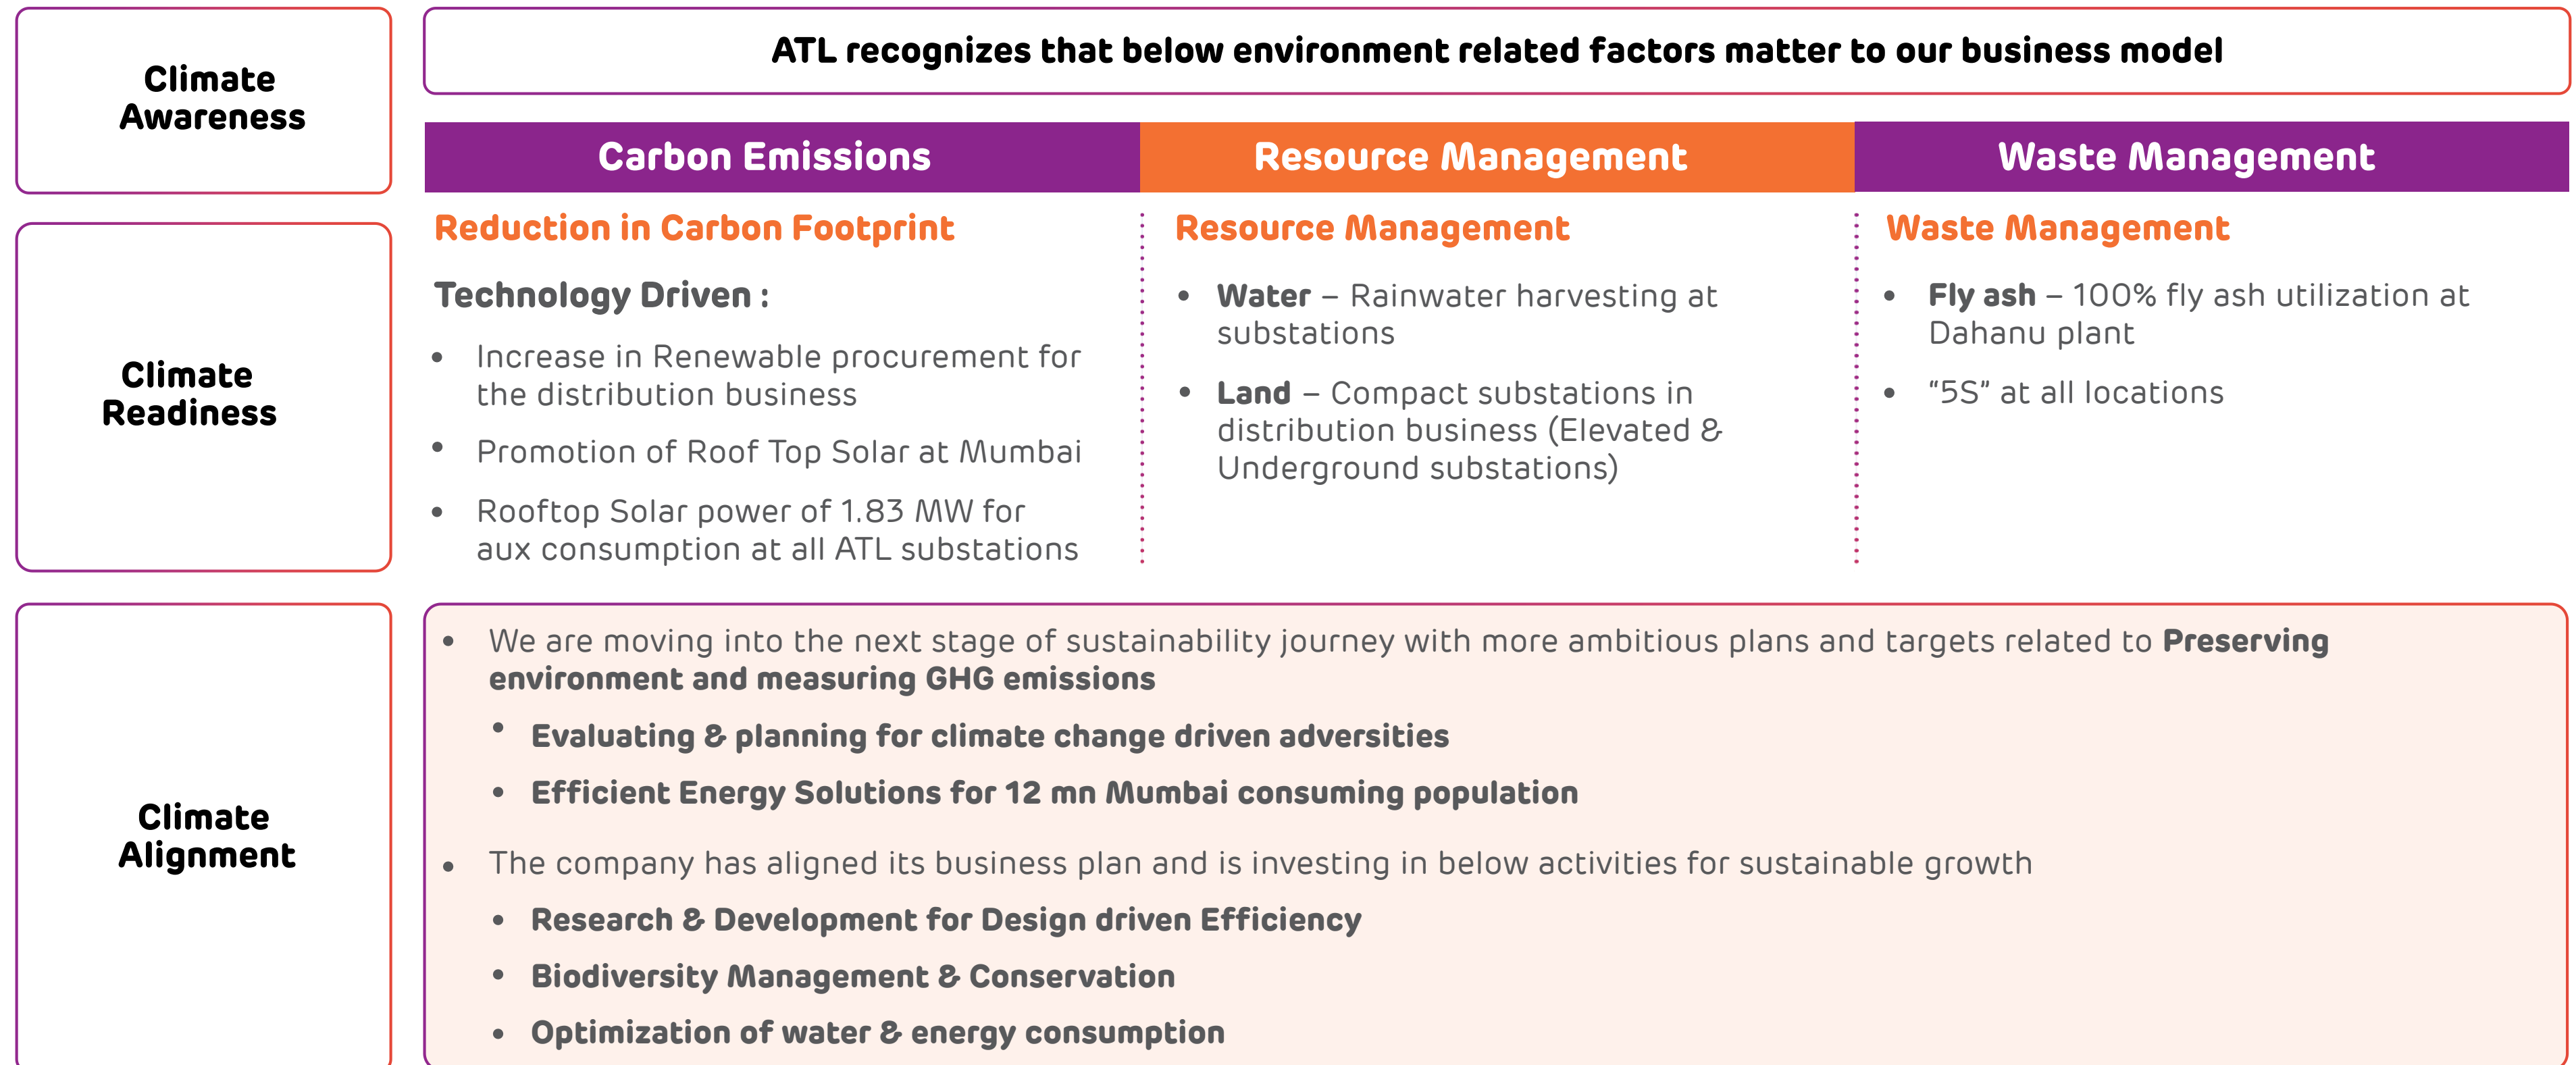 Climate
Awareness
ATL recognizes that below environment related factors matter to our business model
Carbon Emissions
Resource Management
Waste Management
Climate
Readiness
Reduction in Carbon Footprint
Technology Driven :
• Increase in Renewable procurement for
the distribution business
• Promotion of Roof Top Solar at Mumbai
• Rooftop Solar power of 1.83 MW for
aux consumption at all ATL substations
Resource Management
• Water – Rainwater harvesting at
substations
• Land – Compact substations in
distribution business (Elevated &
Underground substations)
Waste Management
• Fly ash – 100% fly ash utilization at
Dahanu plant
• “5S” at all locations
Climate
Alignment
• We are moving into the next stage of sustainability journey with more ambitious plans and targets related to Preserving
environment and measuring GHG emissions
• Evaluating & planning for climate change driven adversities
• Efficient Energy Solutions for 12 mn Mumbai consuming population
• The company has aligned its business plan and is investing in below activities for sustainable growth
• Research & Development for Design driven Efficiency
• Biodiversity Management & Conservation
• Optimization of water & energy consumption